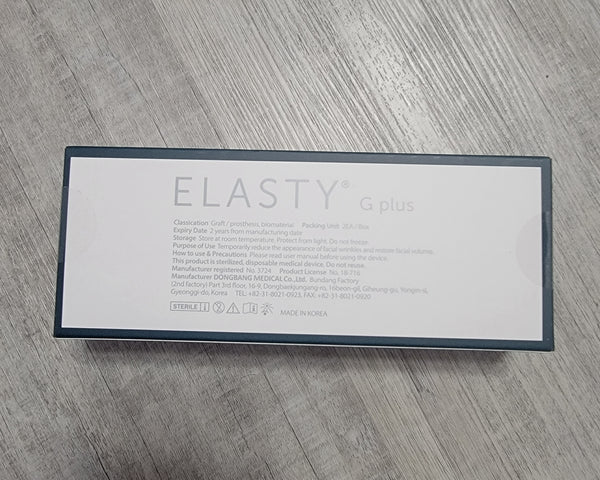 ELASTY® G plus
Classication Graft / prosthesis, biomaterial Packing Unit 2EA / Box
Expiry Date 2 years from manufacturing date
Storage Store at room temperature. Protect from light. Do not freeze.
Purpose of Use Temporarily reduce the appearance of facial wrinkles and restore facial volume.
How to use & Precautions Please read user manual before using the device.
This product is sterilized, disposable medical device, Do not reuse.
Manufacturer registered No. 3724 Product License No. 18-716
Manufacturer DONGBANG MEDICAL Co.,Ltd. Bundang Factory
(2nd factory) Part 3rd floor, 16-9, Dongbaekjungang-ro, 16beon-gil, Giheung-gu, Yongin-si,
Gyeonggi-do, Korea TEL: +82-31-8021-0923, FAX: +82-31-8021-0920
STERILE MADE IN KOREA